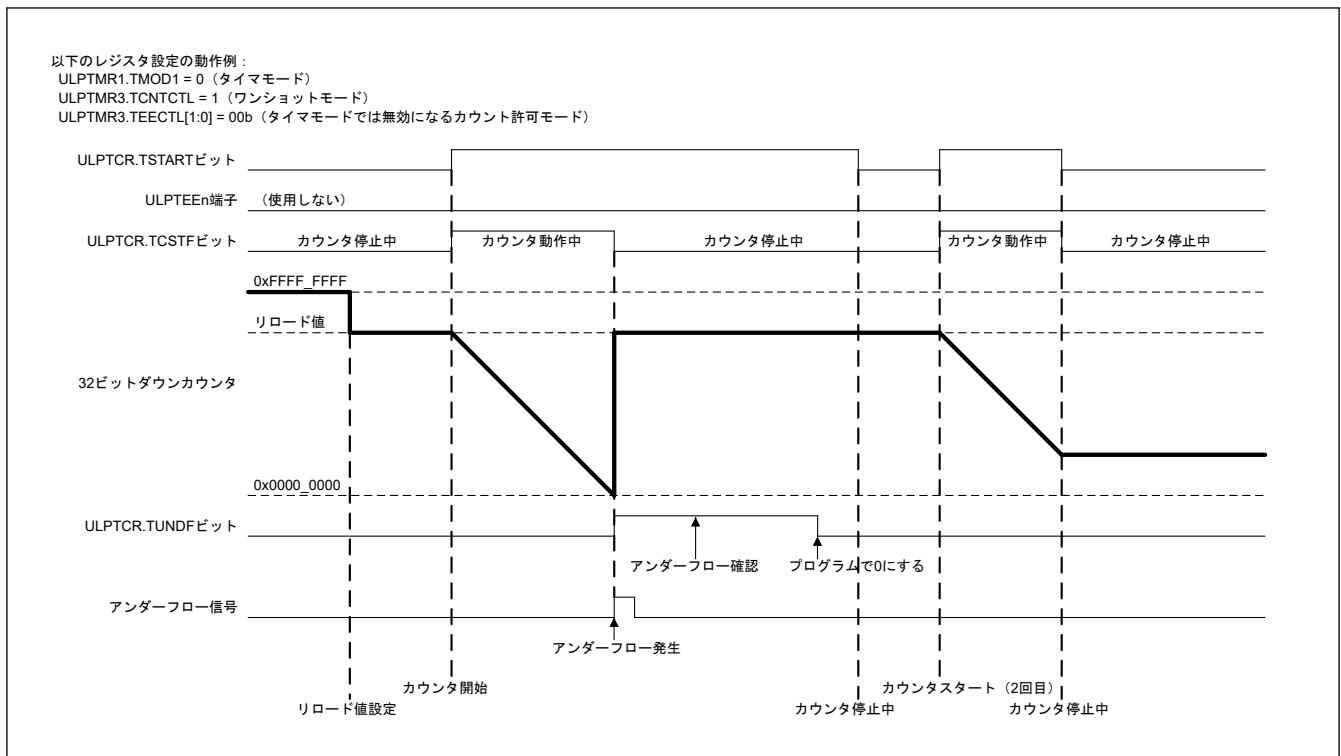 以下のレジスタ設定の動作例：
ULPTMR1.TMOD1 = 0（タイマモード）
ULPTMR3.TCNTCTL = 1（ワンショットモード）
ULPTMR3.TEECTL[1:0] = 00b（タイマモードでは無効になるカウント許可モード）
ULPTCR.TSTARTビット
ULPTEEn端子 （使用しない）
ULPTCR.TCSTFビット カウンタ停止中 カウンタ動作中 カウンタ停止中 カウンタ動作中 カウンタ停止中
0xFFFF_FFFF
リロード値
32ビットダウンカウンタ
0x0000_0000
ULPTCR.TUNDFビット
アンダーフロー確認 プログラムで0にする
アンダーフロー信号
アンダーフロー発生
カウンタ開始 カウンタスタート（2回目）
リロード値設定 カウンタ停止中 カウンタ停止中